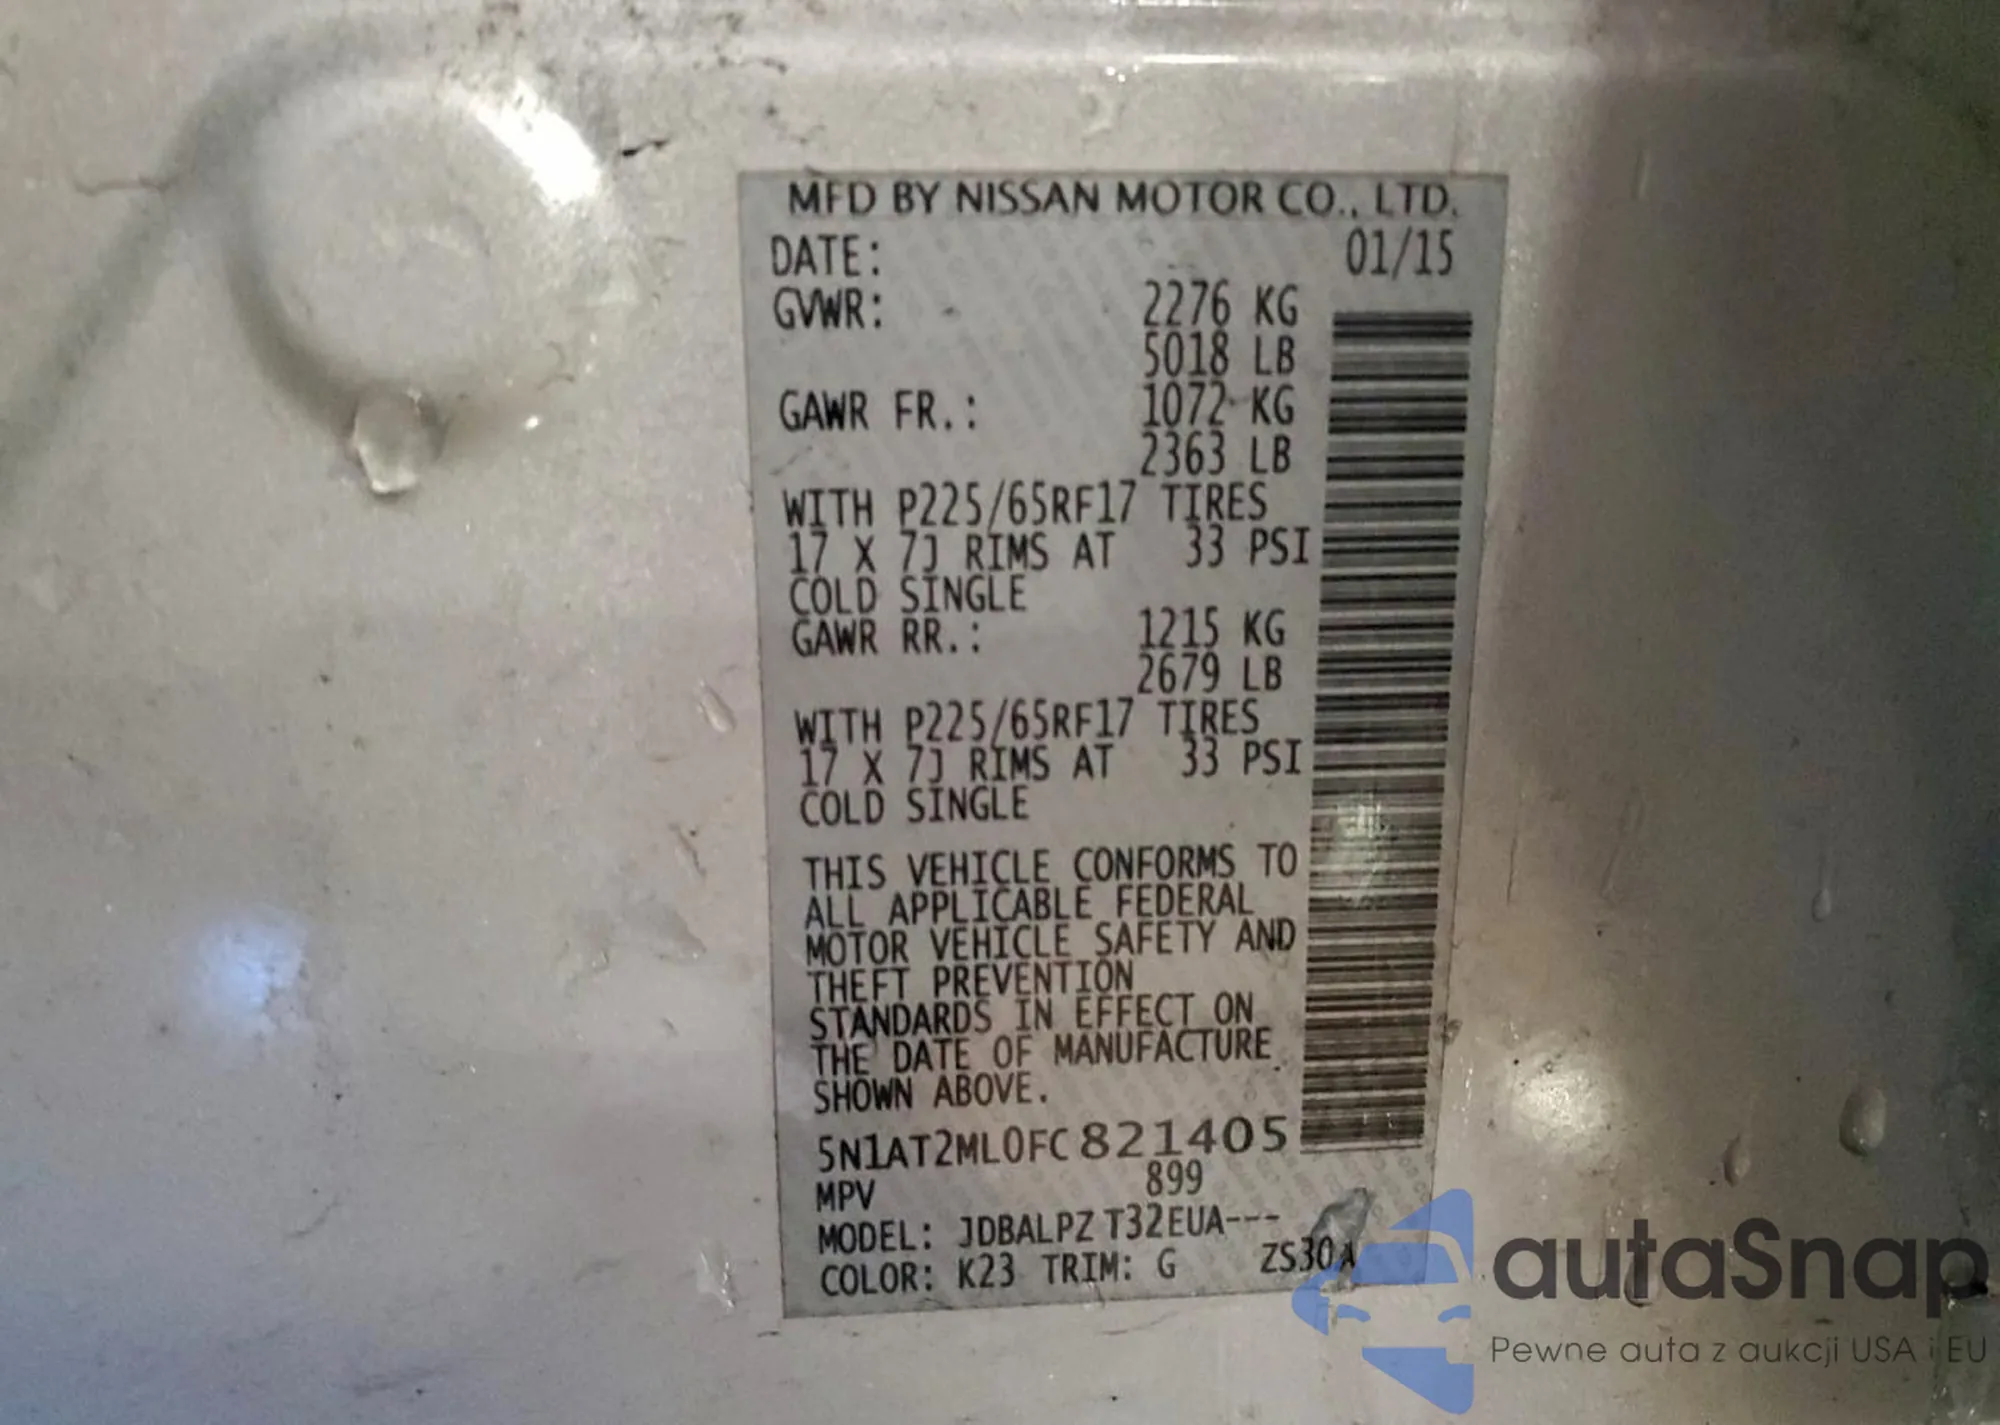 MFD BY NISSAN MOTOR CO., LTD.
DATE: 01/15
GVWR: 2276 KG
5018 LB
GAWR FR.: 1072 KG
2363 LB
WITH P225/65RF17 TIRES
17 X 7J RIMS AT 33 PSI
COLD SINGLE
GAWR RR.: 1215 KG
2679 LB
WITH P225/65RF17 TIRES
17 X 7J RIMS AT 33 PSI
COLD SINGLE
THIS VEHICLE CONFORMS TO
ALL APPLICABLE FEDERAL
MOTOR VEHICLE SAFETY AND
THEFT PREVENTION
STANDARDS IN EFFECT ON
THE DATE OF MANUFACTURE
SHOWN ABOVE.
5N1AT2ML0FC821405
MPV 899
MODEL: JDBALPZ T32EUA---
COLOR: K23 TRIM: G ZS30A
autaSnap
Pewne auta z aukcji USA i EU